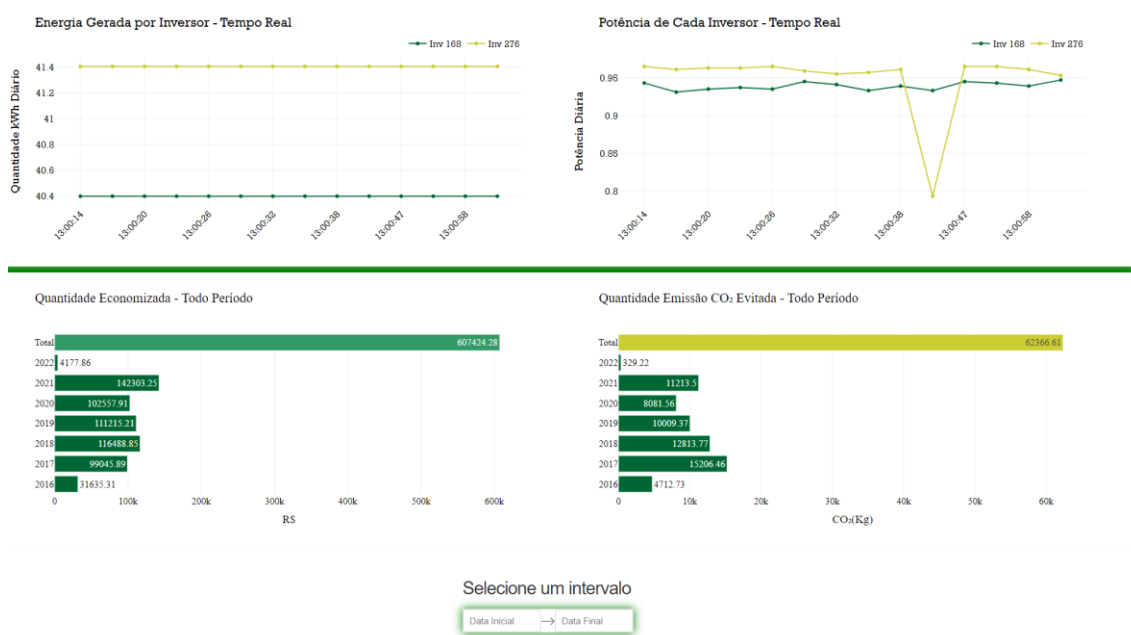 Energia Gerada por Inversor - Tempo Real
Inv 168 Inv 276
Quantidade kWh Diário
41.4
41.2
41
40.8
40.6
40.4
13:00:14 13:00:20 13:00:26 13:00:32 13:00:38 13:00:47 13:00:58
Potência de Cada Inversor - Tempo Real
Inv 168 Inv 276
Potência Diária
0.95
0.9
0.85
0.8
13:00:14 13:00:20 13:00:26 13:00:32 13:00:38 13:00:47 13:00:58
Quantidade Economizada - Todo Período
Total 607424.28
2022 4177.86
2021 142303.25
2020 102557.91
2019 111215.21
2018 116488.85
2017 99045.89
2016 31635.31
0 100k 200k 300k 400k 500k 600k
R$
Quantidade Emissão CO₂ Evitada - Todo Período
Total 62366.61
2022 329.22
2021 11213.5
2020 8081.56
2019 10009.37
2018 12813.77
2017 15206.46
2016 4712.73
0 10k 20k 30k 40k 50k 60k
CO₂(Kg)
Selecione um intervalo
Data Inicial → Data Final